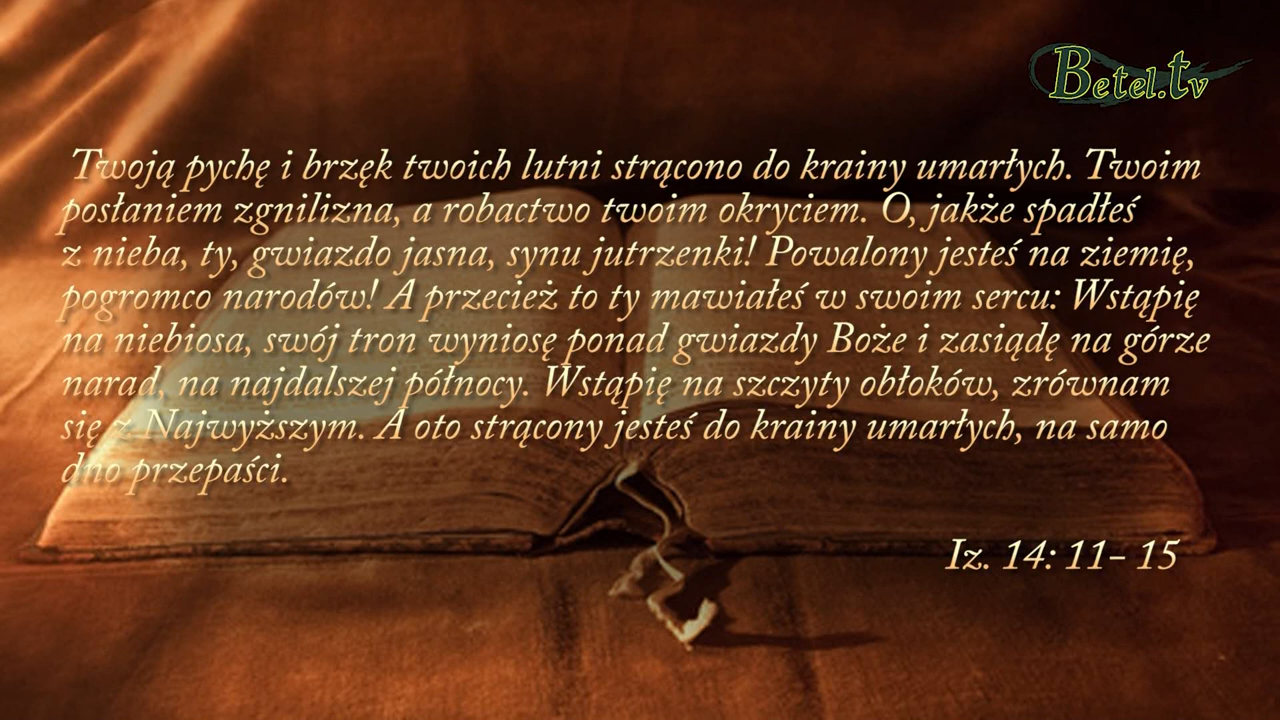 Betel.tv
Twoją pychę i brzęk twoich lutni strącono do krainy umarłych. Twoim
posłaniem zgnilizna, a robactwo twoim okryciem. O, jakże spadłeś
z nieba, ty, gwiazdo jasna, synu jutrzenki! Powalony jesteś na ziemię,
pogromco narodów! A przecież to ty mawiałeś w swoim sercu: Wstąpię
na niebiosa, swój tron wyniosę ponad gwiazdy Boże i zasiądę na górze
narad, na najdalszej północy. Wstąpię na szczyty obłoków, zrównam
się z Najwyższym. A oto strącony jesteś do krainy umarłych, na samo
dno przepaści.
Iz. 14: 11– 15